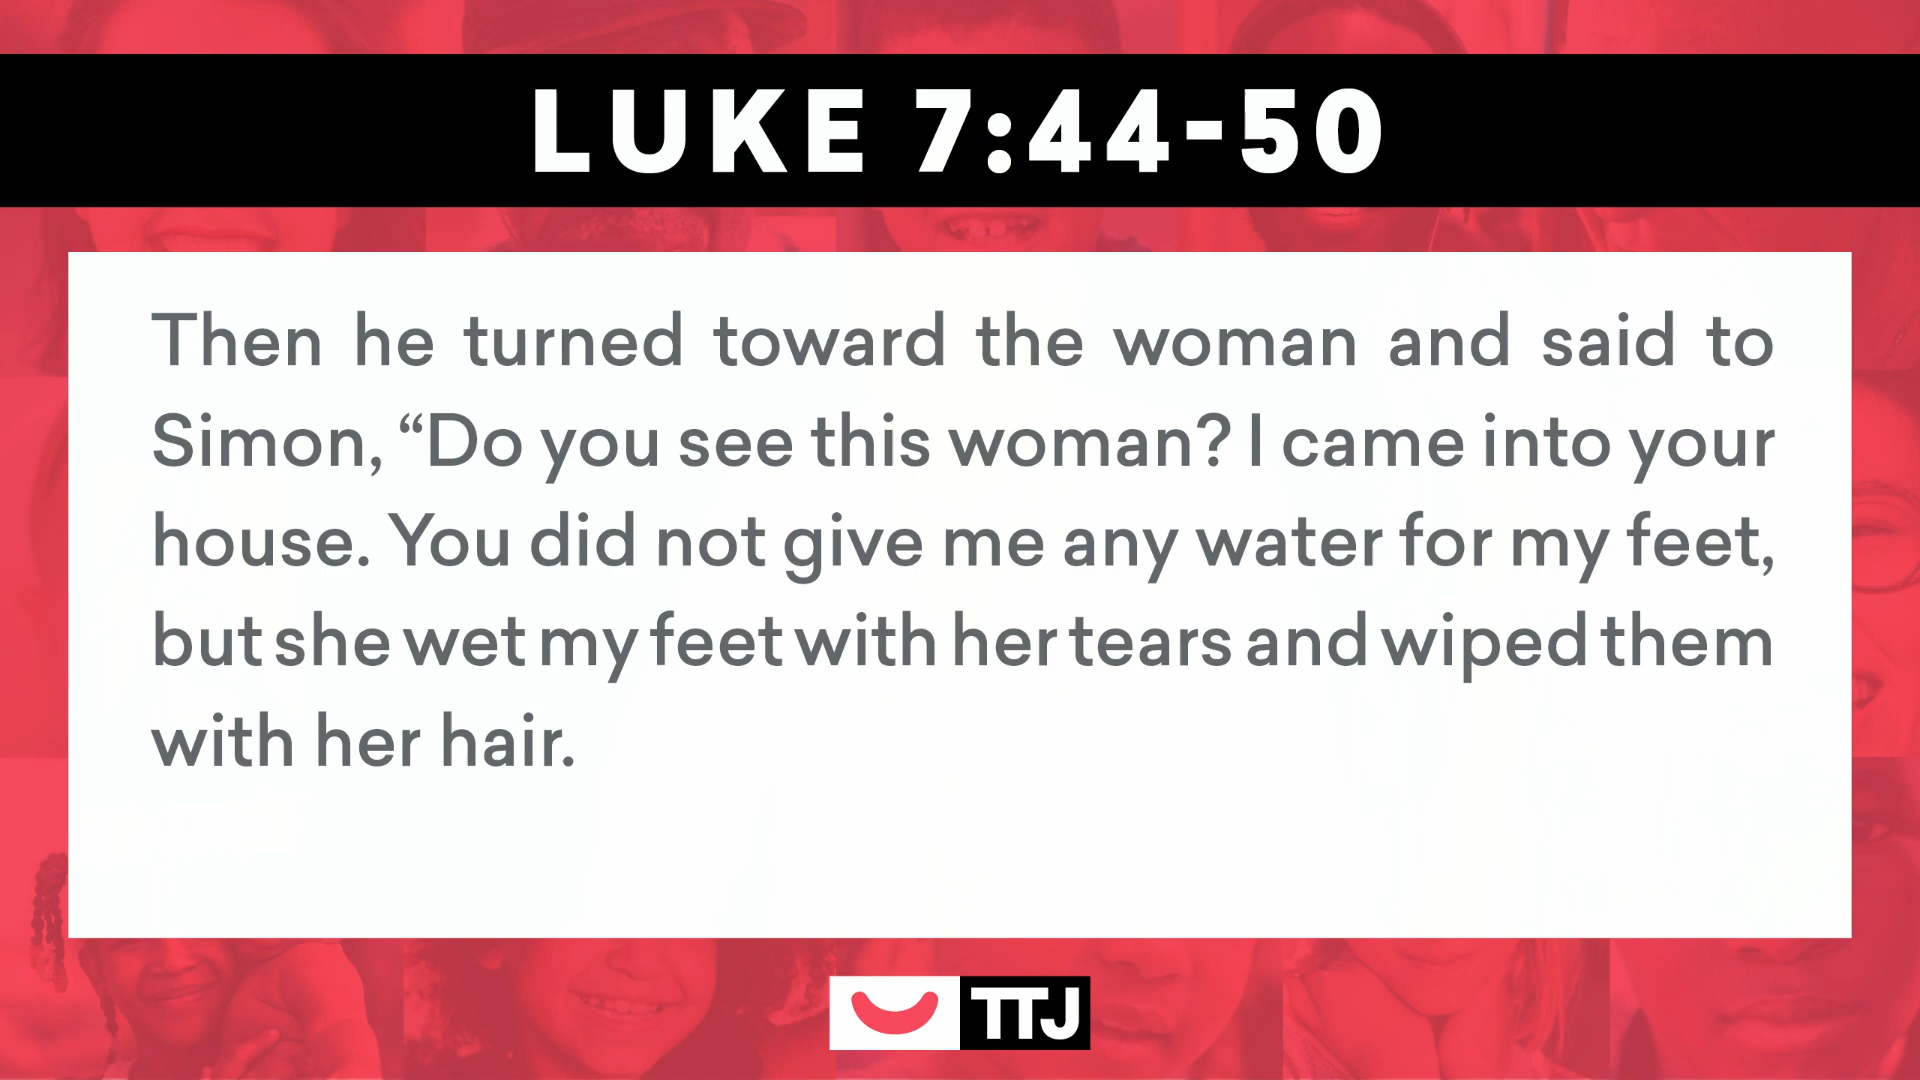 LUKE 7:44-50
Then he turned toward the woman and said to
Simon, “Do you see this woman? I came into your
house. You did not give me any water for my feet,
but she wet my feet with her tears and wiped them
with her hair.
TTJ